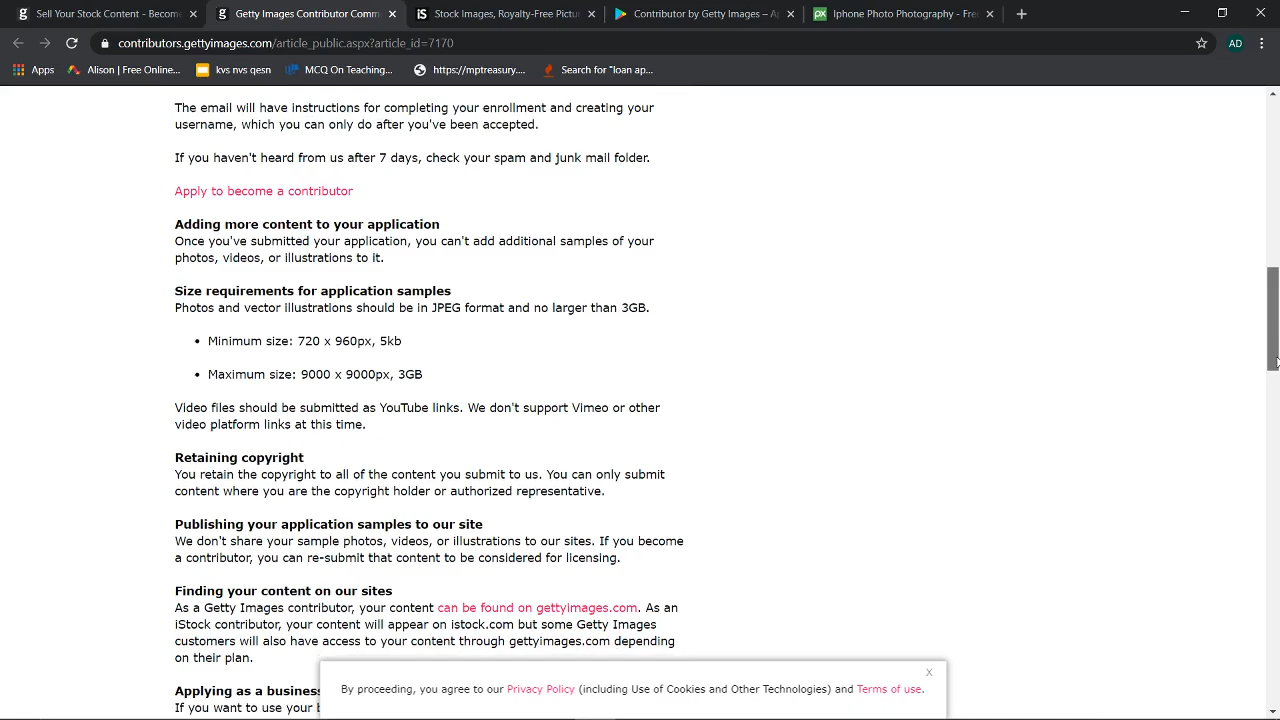 Sell Your Stock Content - Become
Getty Images Contributor Comm
Stock Images, Royalty-Free Pictu
Contributor by Getty Images – A
Iphone Photo Photography - Fre
contributors.gettyimages.com/article_public.aspx?article_id=7170
AD
Apps
Alison | Free Online...
kvs nvs qesn
MCQ On Teaching...
https://mptreasury....
Search for "loan ap...
The email will have instructions for completing your enrollment and creating your
username, which you can only do after you've been accepted.
If you haven't heard from us after 7 days, check your spam and junk mail folder.
Apply to become a contributor
Adding more content to your application
Once you've submitted your application, you can't add additional samples of your
photos, videos, or illustrations to it.
Size requirements for application samples
Photos and vector illustrations should be in JPEG format and no larger than 3GB.
• Minimum size: 720 x 960px, 5kb
• Maximum size: 9000 x 9000px, 3GB
Video files should be submitted as YouTube links. We don't support Vimeo or other
video platform links at this time.
Retaining copyright
You retain the copyright to all of the content you submit to us. You can only submit
content where you are the copyright holder or authorized representative.
Publishing your application samples to our site
We don't share your sample photos, videos, or illustrations to our sites. If you become
a contributor, you can re-submit that content to be considered for licensing.
Finding your content on our sites
As a Getty Images contributor, your content can be found on gettyimages.com. As an
iStock contributor, your content will appear on istock.com but some Getty Images
customers will also have access to your content through gettyimages.com depending
on their plan.
Applying as a business
If you want to use your b
X
By proceeding, you agree to our Privacy Policy (including Use of Cookies and Other Technologies) and Terms of use.